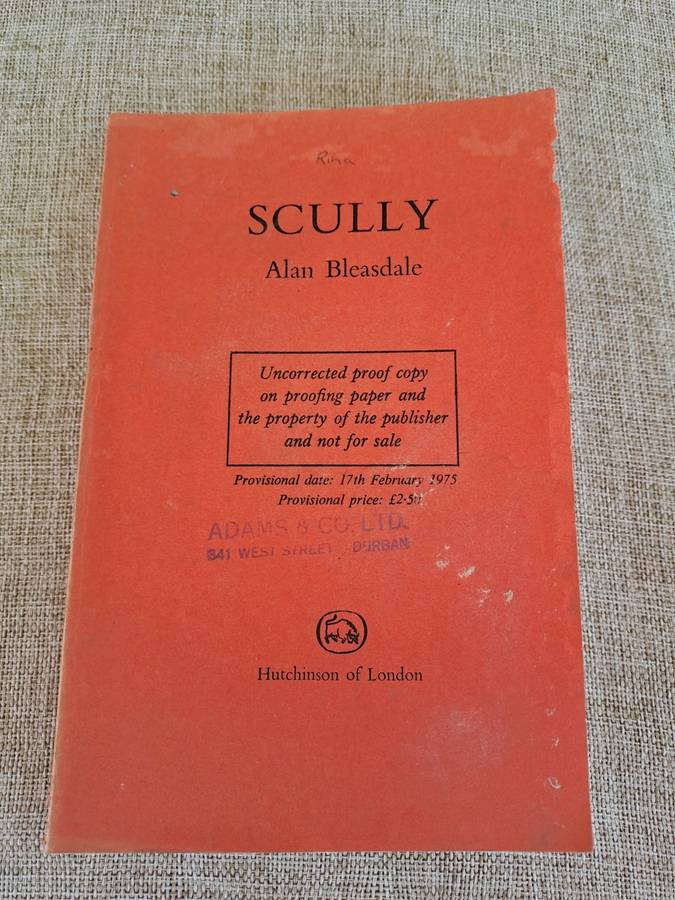 Rina
SCULLY
Alan Bleasdale
Uncorrected proof copy
on proofing paper and
the property of the publisher
and not for sale
Provisional date: 17th February 1975
Provisional price: £2·50
ADAMS & CO. LTD.
341 WEST STREET DURBAN
Hutchinson of London